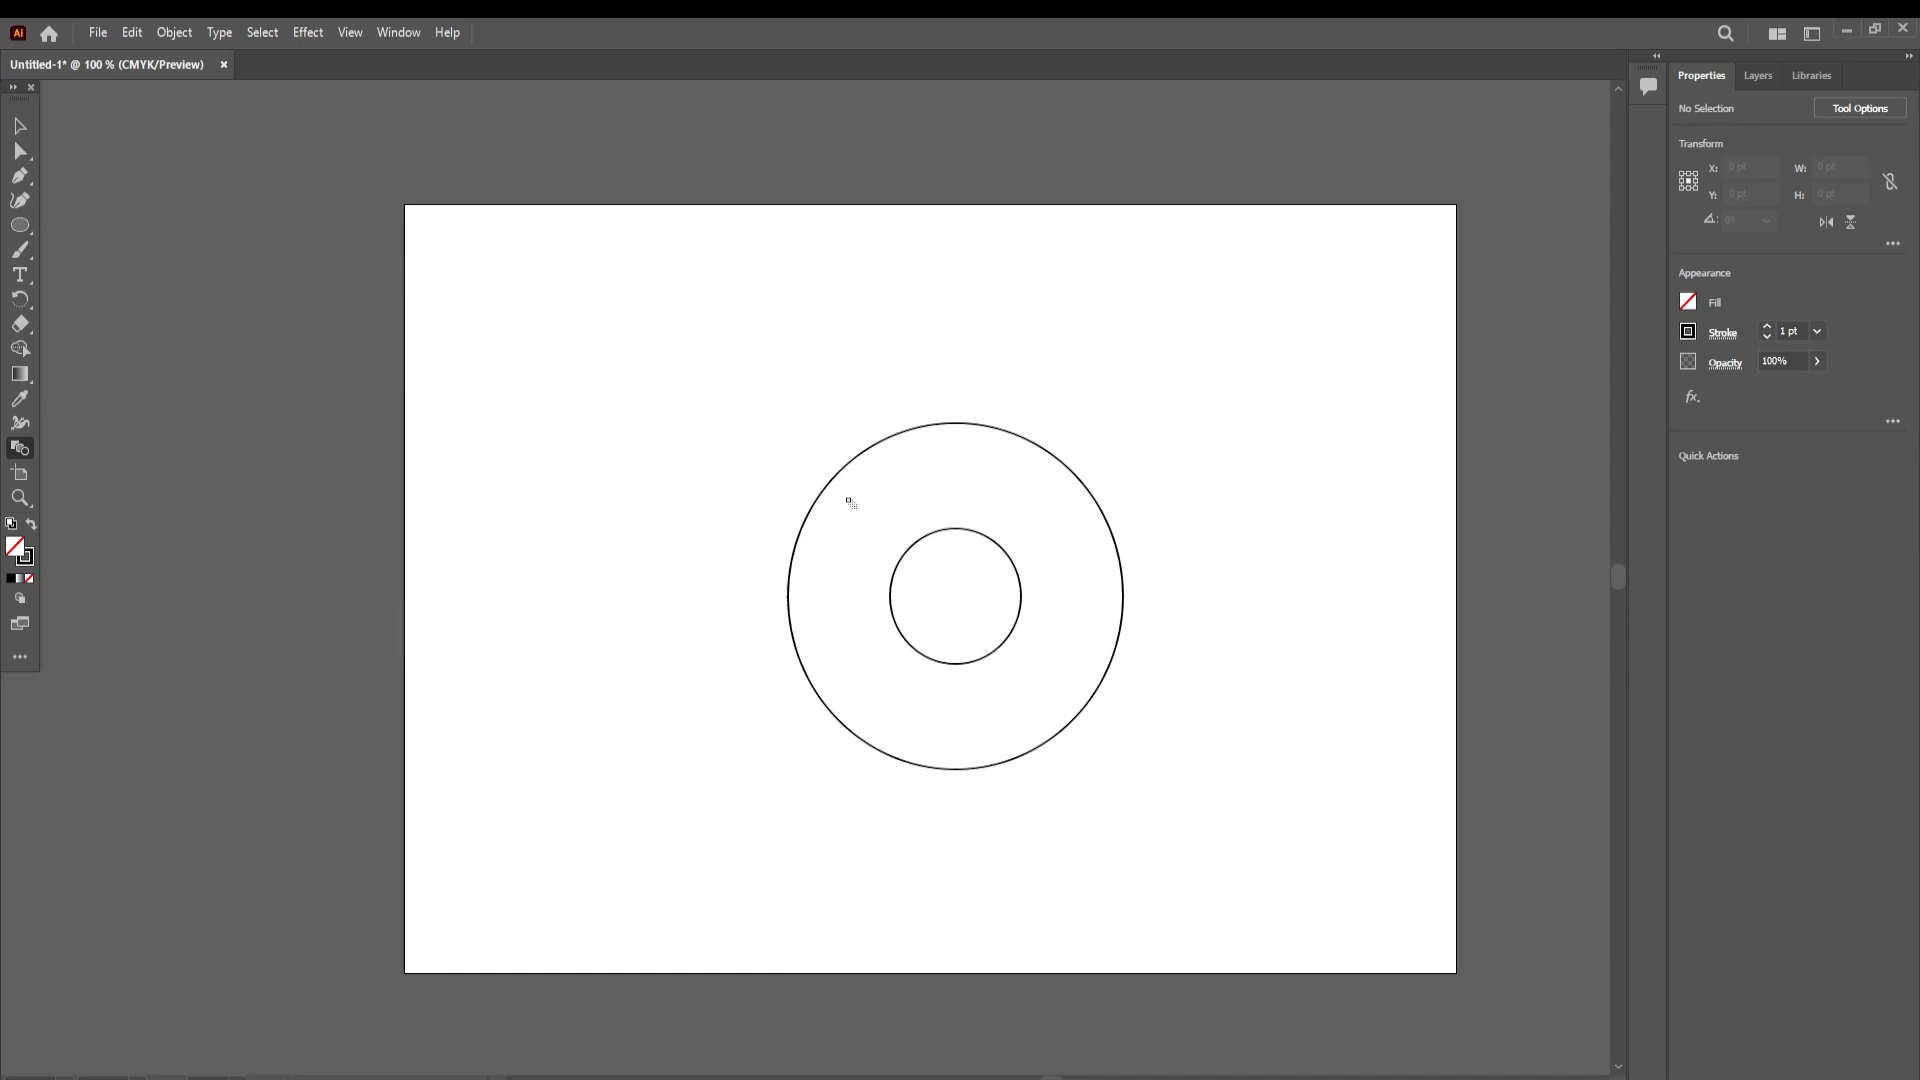 Ai File Edit Object Type Select Effect View Window Help
Untitled-1* @ 100 % (CMYK/Preview) ×
Properties Layers Libraries
No Selection Tool Options
Transform
X: 0 pt W: 0 pt
Y: 0 pt H: 0 pt
0°
Appearance
Fill
Stroke 1 pt
Opacity 100%
fx.
Quick Actions